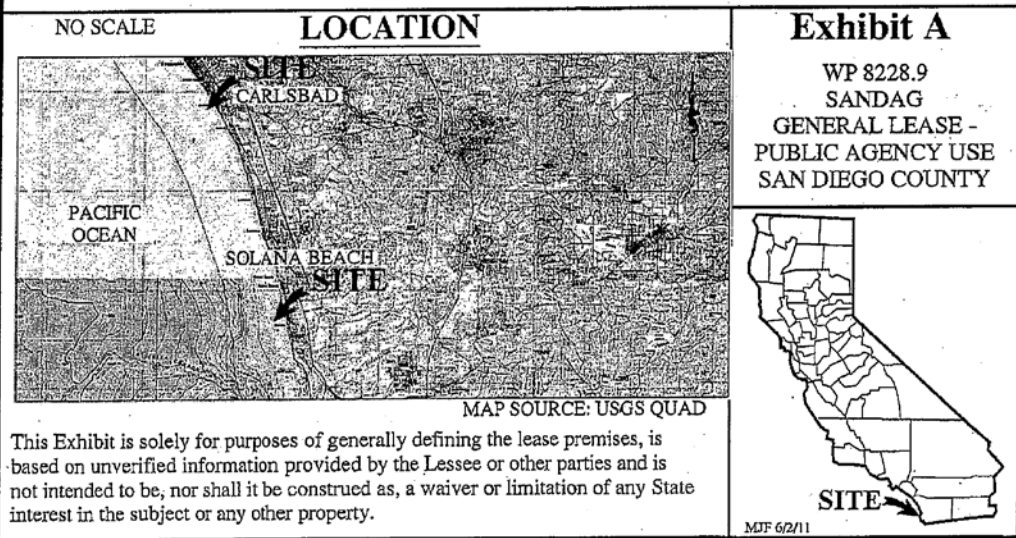 NO SCALE
LOCATION
SITE
CARLSBAD
PACIFIC
OCEAN
SOLANA BEACH
SITE
MAP SOURCE: USGS QUAD
This Exhibit is solely for purposes of generally defining the lease premises, is
based on unverified information provided by the Lessee or other parties and is
not intended to be, nor shall it be construed as, a waiver or limitation of any State
interest in the subject or any other property.
Exhibit A
WP 8228.9
SANDAG
GENERAL LEASE -
PUBLIC AGENCY USE
SAN DIEGO COUNTY
SITE
MJF 6/2/11